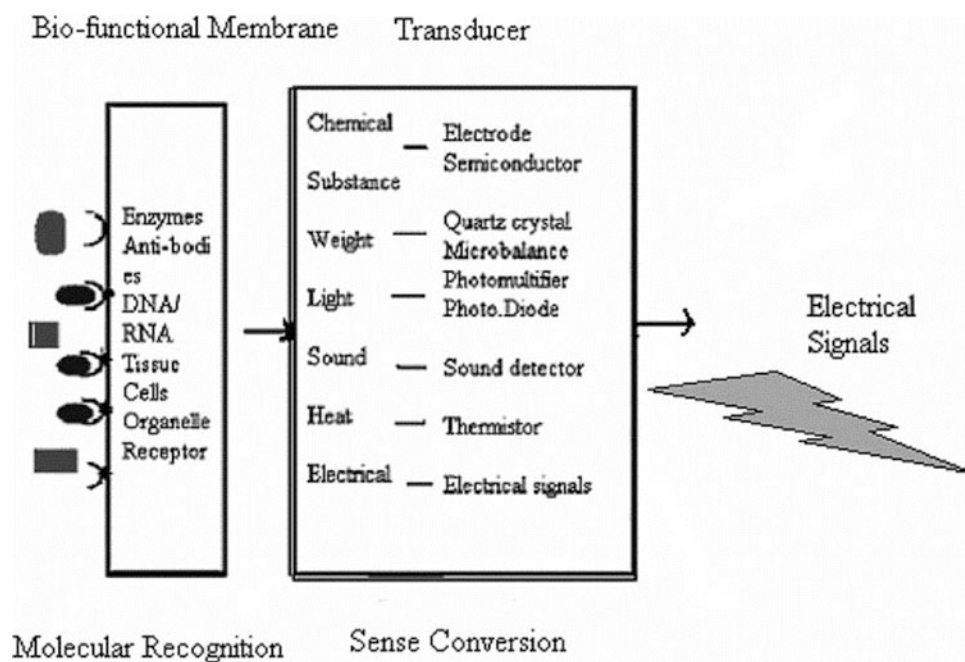 Bio-functional Membrane
Transducer
Enzymes
Anti-bodi
es
DNA/
RNA
Tissue
Cells
Organelle
Receptor
Chemical
Substance
Weight
Light
Sound
Heat
Electrical
Electrode
Semiconductor
Quartz crystal
Microbalance
Photomultifier
Photo.Diode
Sound detector
Thermistor
Electrical signals
Electrical
Signals
Molecular Recognition
Sense Conversion